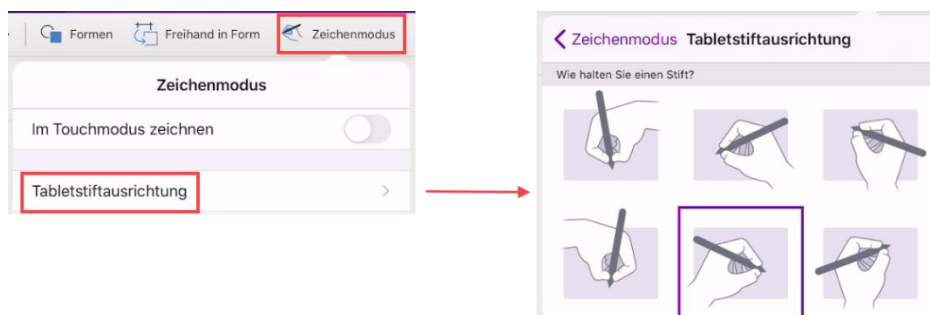 Formen Freihand in Form Zeichenmodus
Zeichenmodus
Im Touchmodus zeichnen
Tabletstiftausrichtung
Zeichenmodus Tabletstiftausrichtung
Wie halten Sie einen Stift?